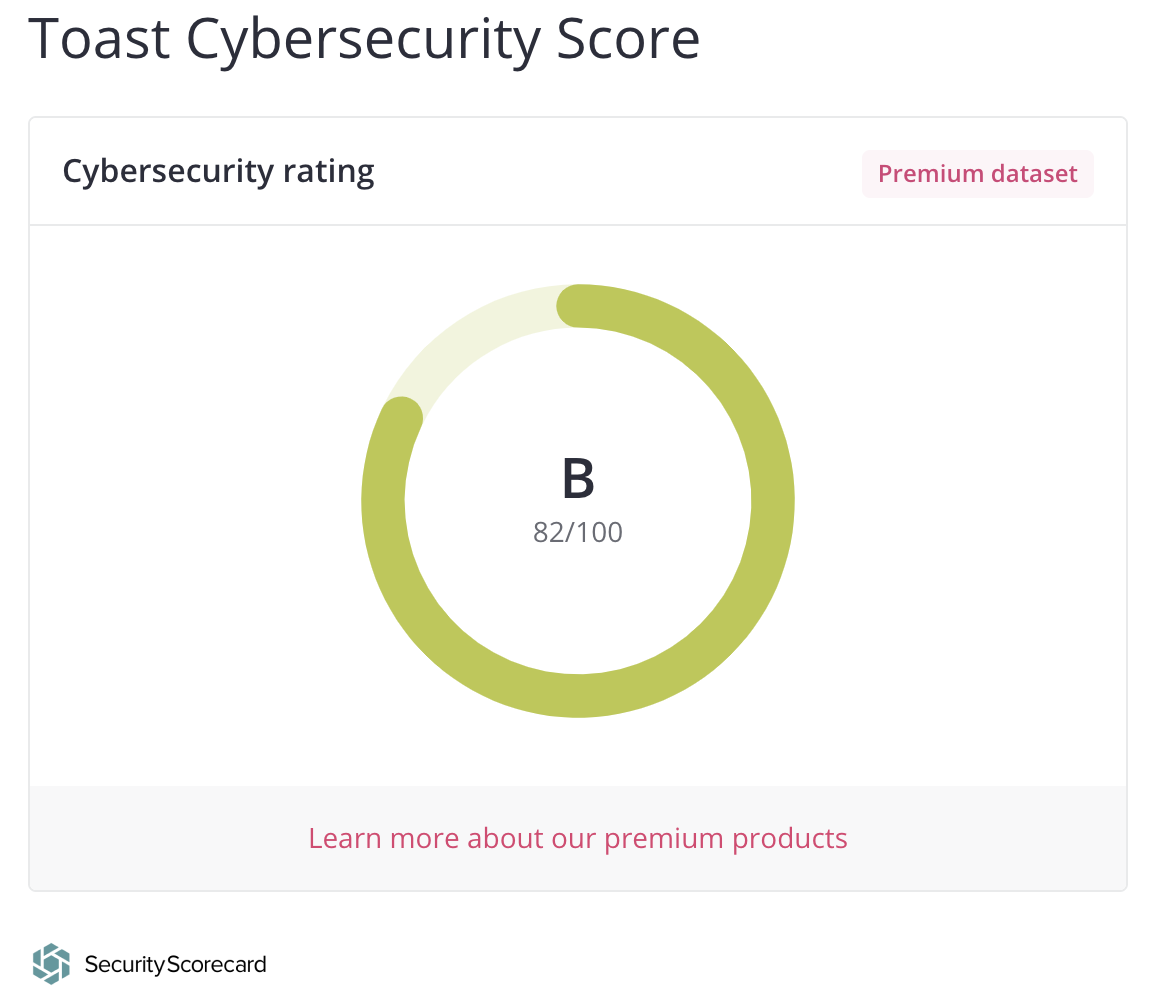 Toast Cybersecurity Score
Cybersecurity rating
Premium dataset
B
82/100
Learn more about our premium products
SecurityScorecard